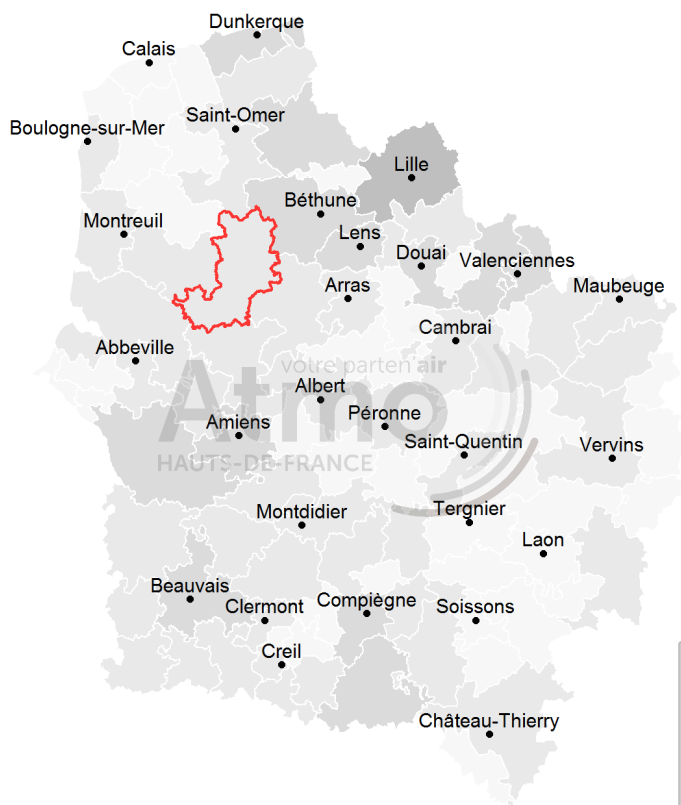 Dunkerque
Calais
Saint-Omer
Boulogne-sur-Mer
Lille
Béthune
Montreuil
Lens
Douai
Valenciennes
Arras
Maubeuge
Cambrai
Abbeville
votre parten'air
Atmo
Albert
Péronne
Amiens
Saint-Quentin
Vervins
HAUTS-DE-FRANCE
Montdidier
Tergnier
Laon
Beauvais
Clermont
Compiègne
Soissons
Creil
Château-Thierry